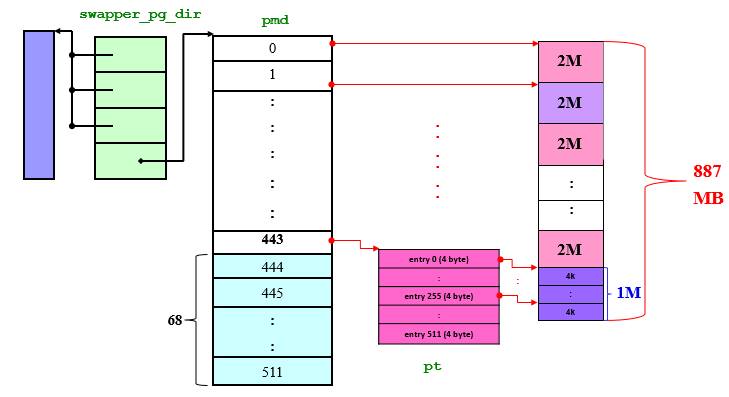 swapper_pg_dir
pmd
0
1
:
:
:
:
:
443
444
445
:
:
511
68
entry 0 (4 byte)
:
entry 255 (4 byte)
:
entry 511 (4 byte)
pt
:
2M
2M
2M
:
:
2M
4k
:
4k
1M
887
MB